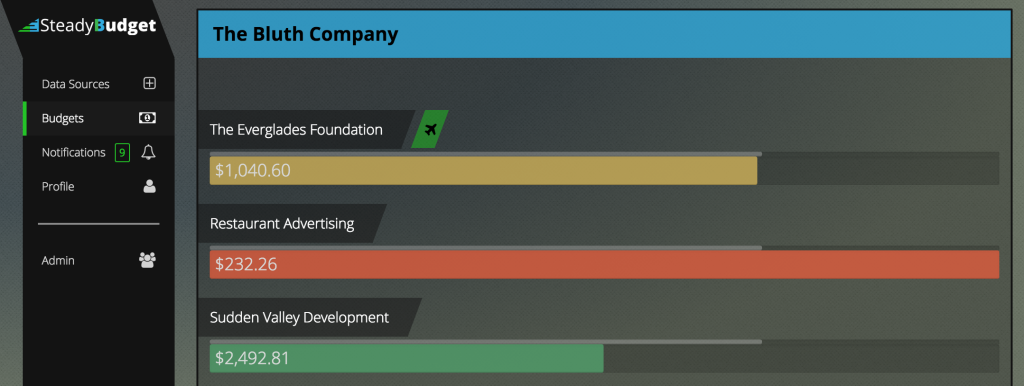 SteadyBudget
Data Sources
Budgets
Notifications 9
Profile
Admin
The Bluth Company
The Everglades Foundation
$1,040.60
Restaurant Advertising
$232.26
Sudden Valley Development
$2,492.81